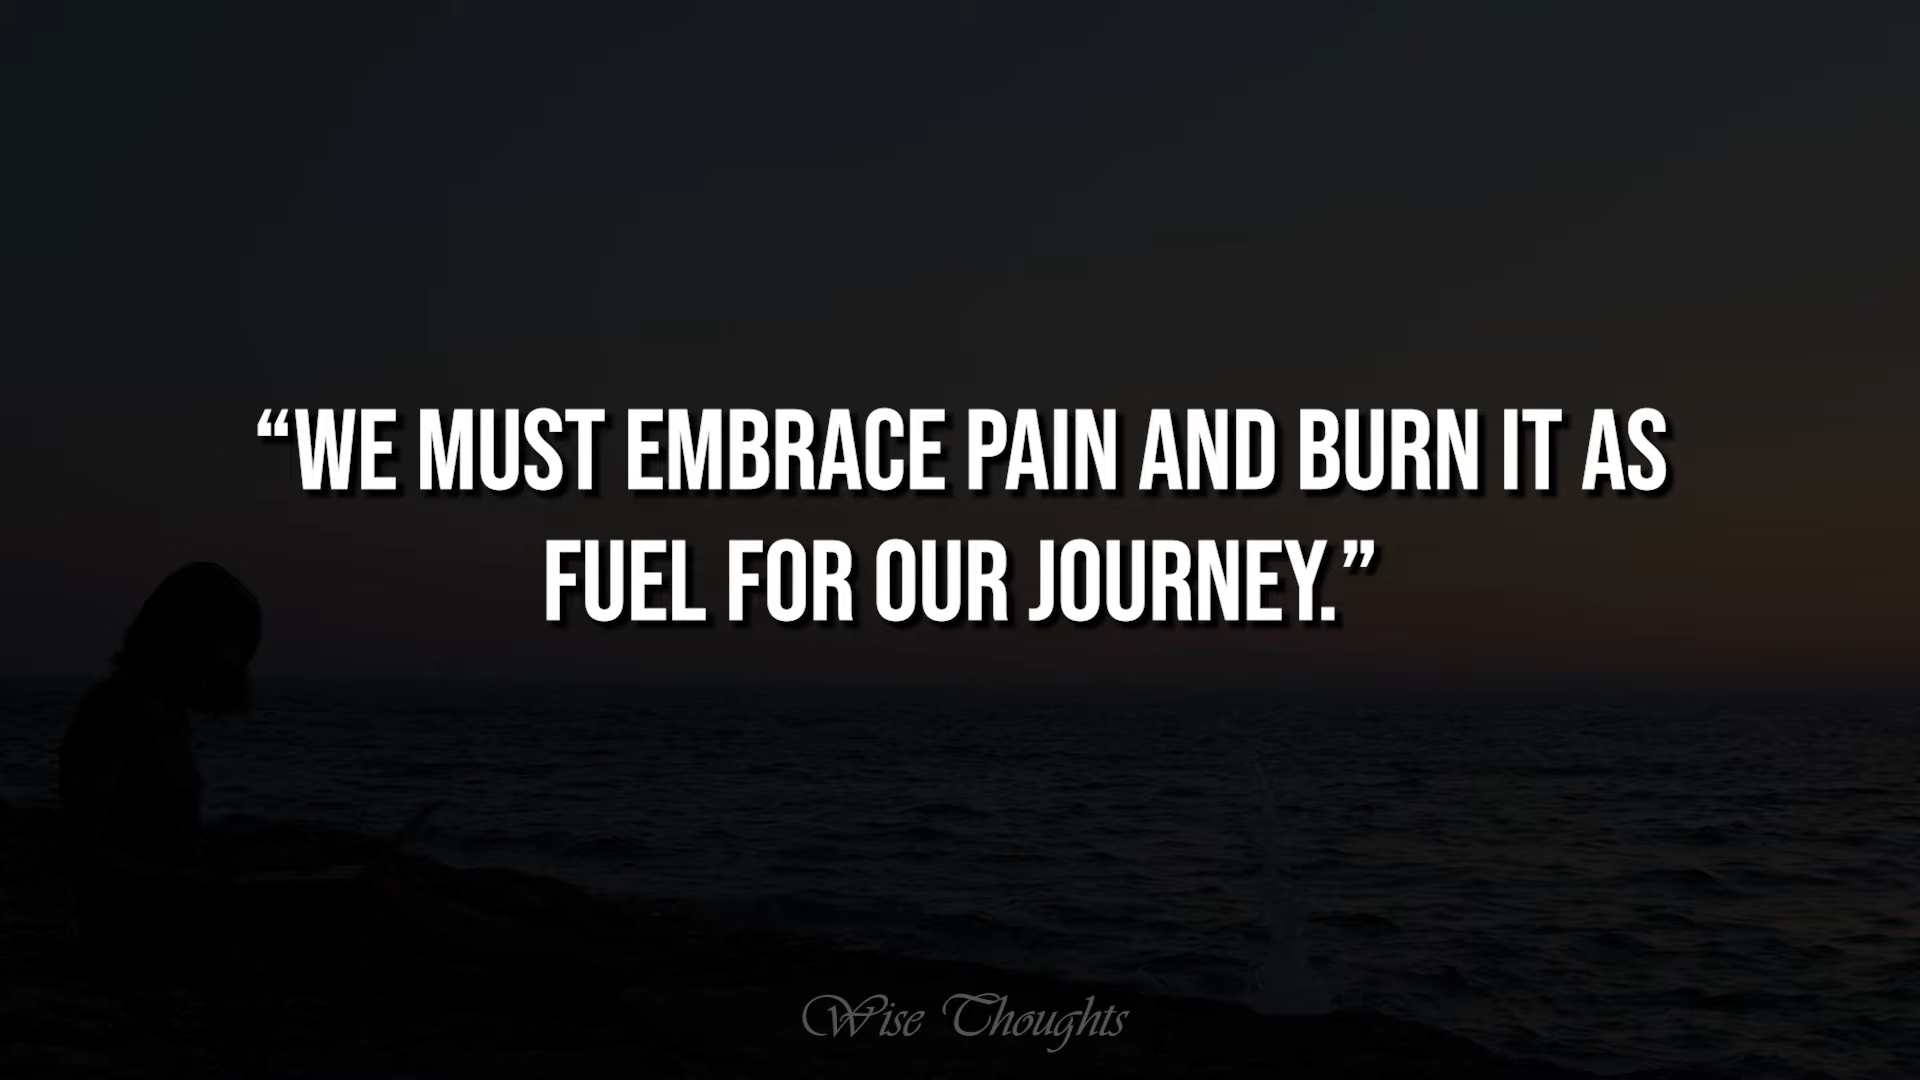 “WE MUST EMBRACE PAIN AND BURN IT AS
FUEL FOR OUR JOURNEY.”
Wise Thoughts